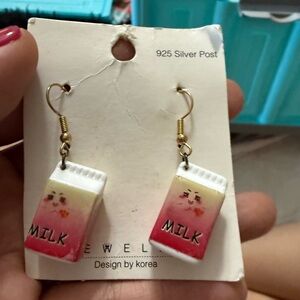 925 Silver Post
MILK
MILK
EWEL
Design by korea